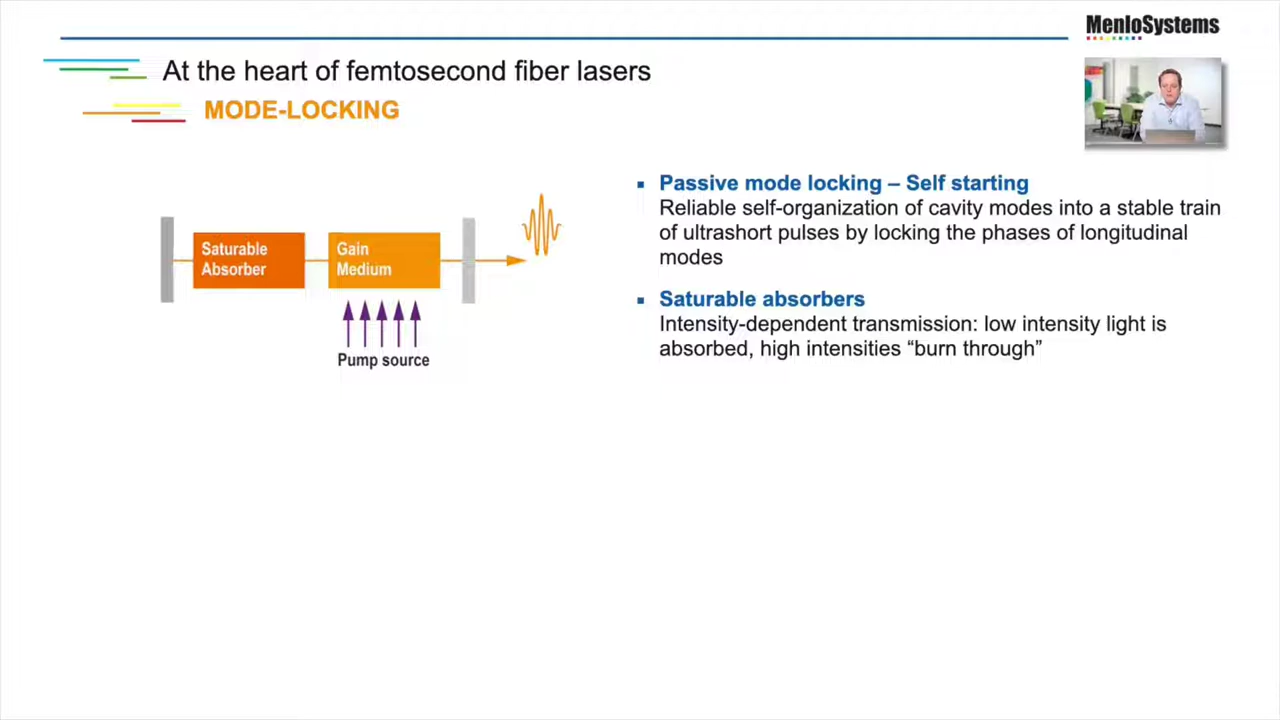 MenloSystems
At the heart of femtosecond fiber lasers
MODE-LOCKING
Saturable
Absorber
Gain
Medium
Pump source
▪ Passive mode locking – Self starting
Reliable self-organization of cavity modes into a stable train
of ultrashort pulses by locking the phases of longitudinal
modes
▪ Saturable absorbers
Intensity-dependent transmission: low intensity light is
absorbed, high intensities “burn through”